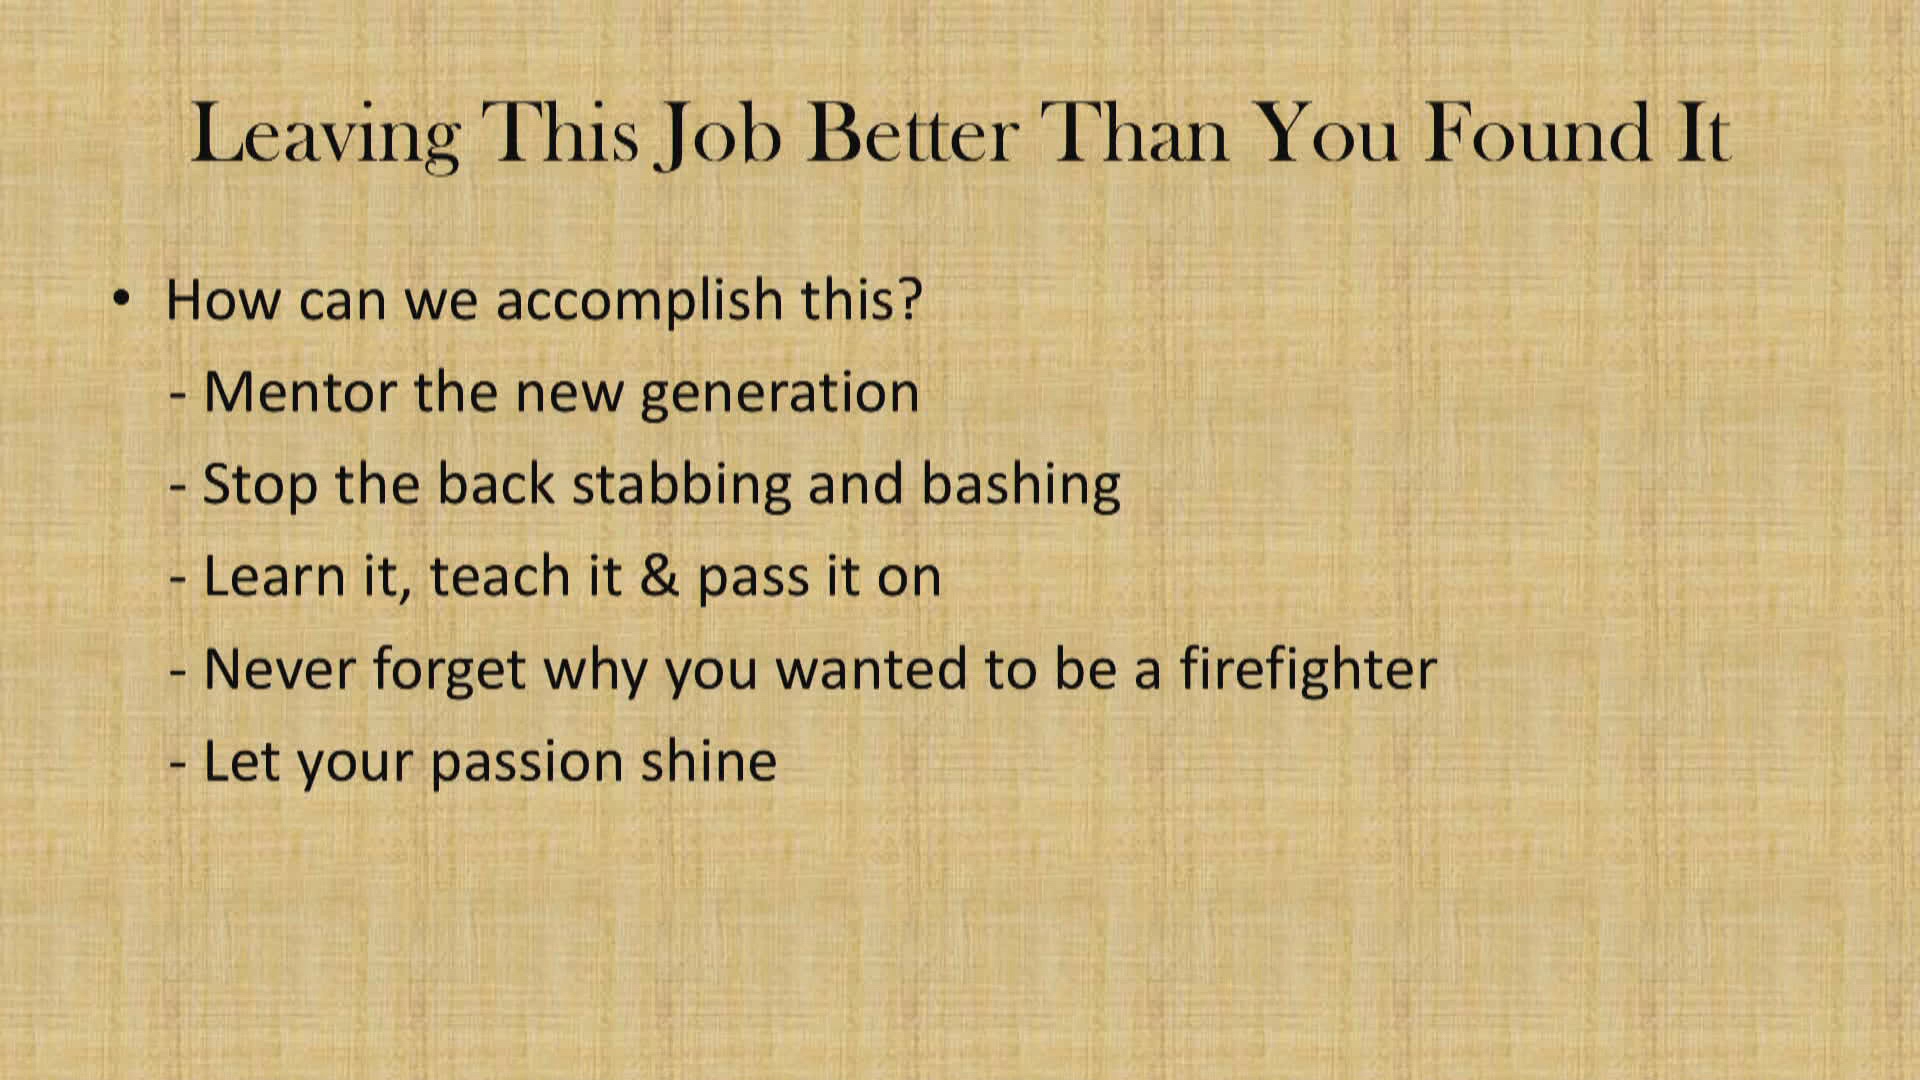 Leaving This Job Better Than You Found It
• How can we accomplish this?
- Mentor the new generation
- Stop the back stabbing and bashing
- Learn it, teach it & pass it on
- Never forget why you wanted to be a firefighter
- Let your passion shine